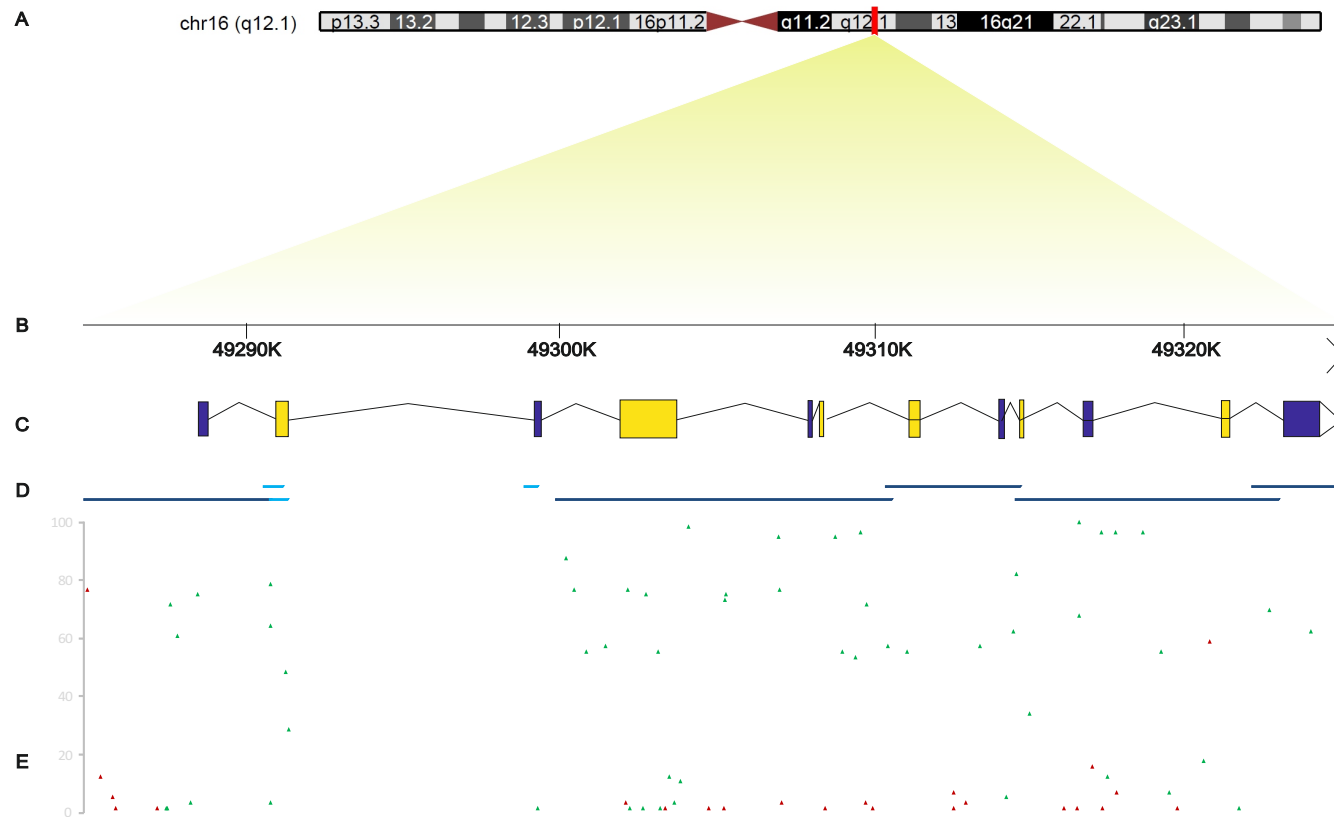 A
chr16 (q12.1)
p13.3 13.2 12.3 p12.1 16p11.2 q11.2 q12.1 13 16q21 22.1 q23.1
B
49290K 49300K 49310K 49320K
C
D
100
80
60
40
20
E
0